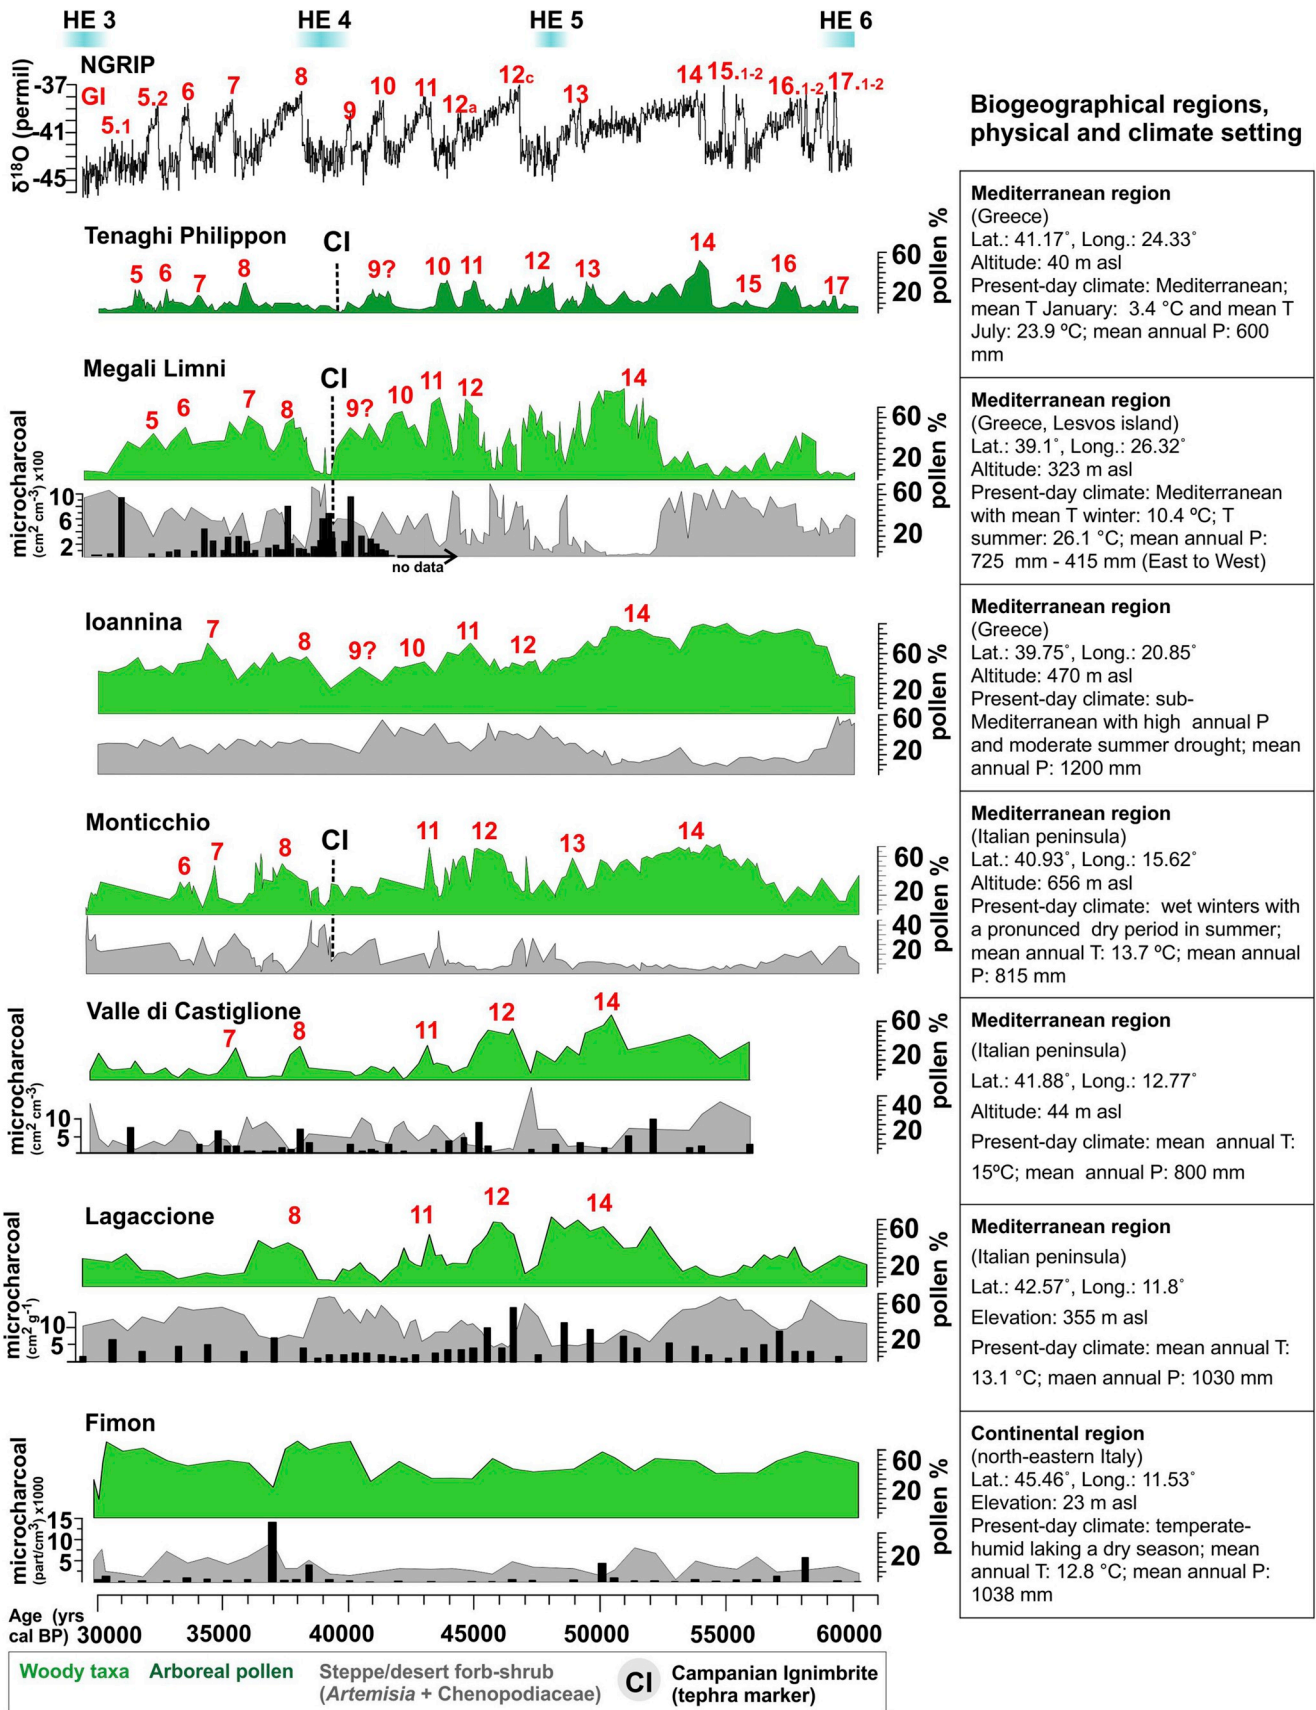 HE 3
HE 4
HE 5
HE 6
NGRIP
δ18O (permil)
-37
-41
-45
GI
5.1
5.2
6
7
8
9
10
11
12a
12c
13
14
15.1-2
16.1-2
17.1-2
Tenaghi Philippon
CI
5
6
7
8
9?
10
11
12
13
14
15
16
17
60
20
pollen %
Megali Limni
CI
5
6
7
8
9?
10
11
12
14
60
20
60
20
pollen %
microcharcoal
(cm2 cm-3) x100
10
6
2
no data
Ioannina
7
8
9?
10
11
12
14
60
20
60
20
pollen %
Monticchio
CI
6
7
8
11
12
13
14
60
20
40
20
pollen %
Valle di Castiglione
7
8
11
12
14
60
20
40
20
pollen %
microcharcoal
(cm2 cm-3)
10
5
Lagaccione
8
11
12
14
60
20
60
20
pollen %
microcharcoal
(cm2 g-1)
10
5
Fimon
60
20
20
pollen %
microcharcoal
(part/cm3) x1000
15
10
5
Age (yrs
cal BP)
30000
35000
40000
45000
50000
55000
60000
Woody taxa
Arboreal pollen
Steppe/desert forb-shrub
(Artemisia + Chenopodiaceae)
CI
Campanian Ignimbrite
(tephra marker)
Biogeographical regions,
physical and climate setting
Mediterranean region
(Greece)
Lat.: 41.17˚, Long.: 24.33˚
Altitude: 40 m asl
Present-day climate: Mediterranean;
mean T January: 3.4 °C and mean T
July: 23.9 ºC; mean annual P: 600
mm
Mediterranean region
(Greece, Lesvos island)
Lat.: 39.1˚, Long.: 26.32˚
Altitude: 323 m asl
Present-day climate: Mediterranean
with mean T winter: 10.4 ºC; T
summer: 26.1 °C; mean annual P:
725 mm - 415 mm (East to West)
Mediterranean region
(Greece)
Lat.: 39.75˚, Long.: 20.85˚
Altitude: 470 m asl
Present-day climate: sub-
Mediterranean with high annual P
and moderate summer drought; mean
annual P: 1200 mm
Mediterranean region
(Italian peninsula)
Lat.: 40.93˚, Long.: 15.62˚
Altitude: 656 m asl
Present-day climate: wet winters with
a pronounced dry period in summer;
mean annual T: 13.7 ºC; mean annual
P: 815 mm
Mediterranean region
(Italian peninsula)
Lat.: 41.88˚, Long.: 12.77˚
Altitude: 44 m asl
Present-day climate: mean annual T:
15ºC; mean annual P: 800 mm
Mediterranean region
(Italian peninsula)
Lat.: 42.57˚, Long.: 11.8˚
Elevation: 355 m asl
Present-day climate: mean annual T:
13.1 °C; maen annual P: 1030 mm
Continental region
(north-eastern Italy)
Lat.: 45.46˚, Long.: 11.53˚
Elevation: 23 m asl
Present-day climate: temperate-
humid laking a dry season; mean
annual T: 12.8 °C; mean annual P:
1038 mm